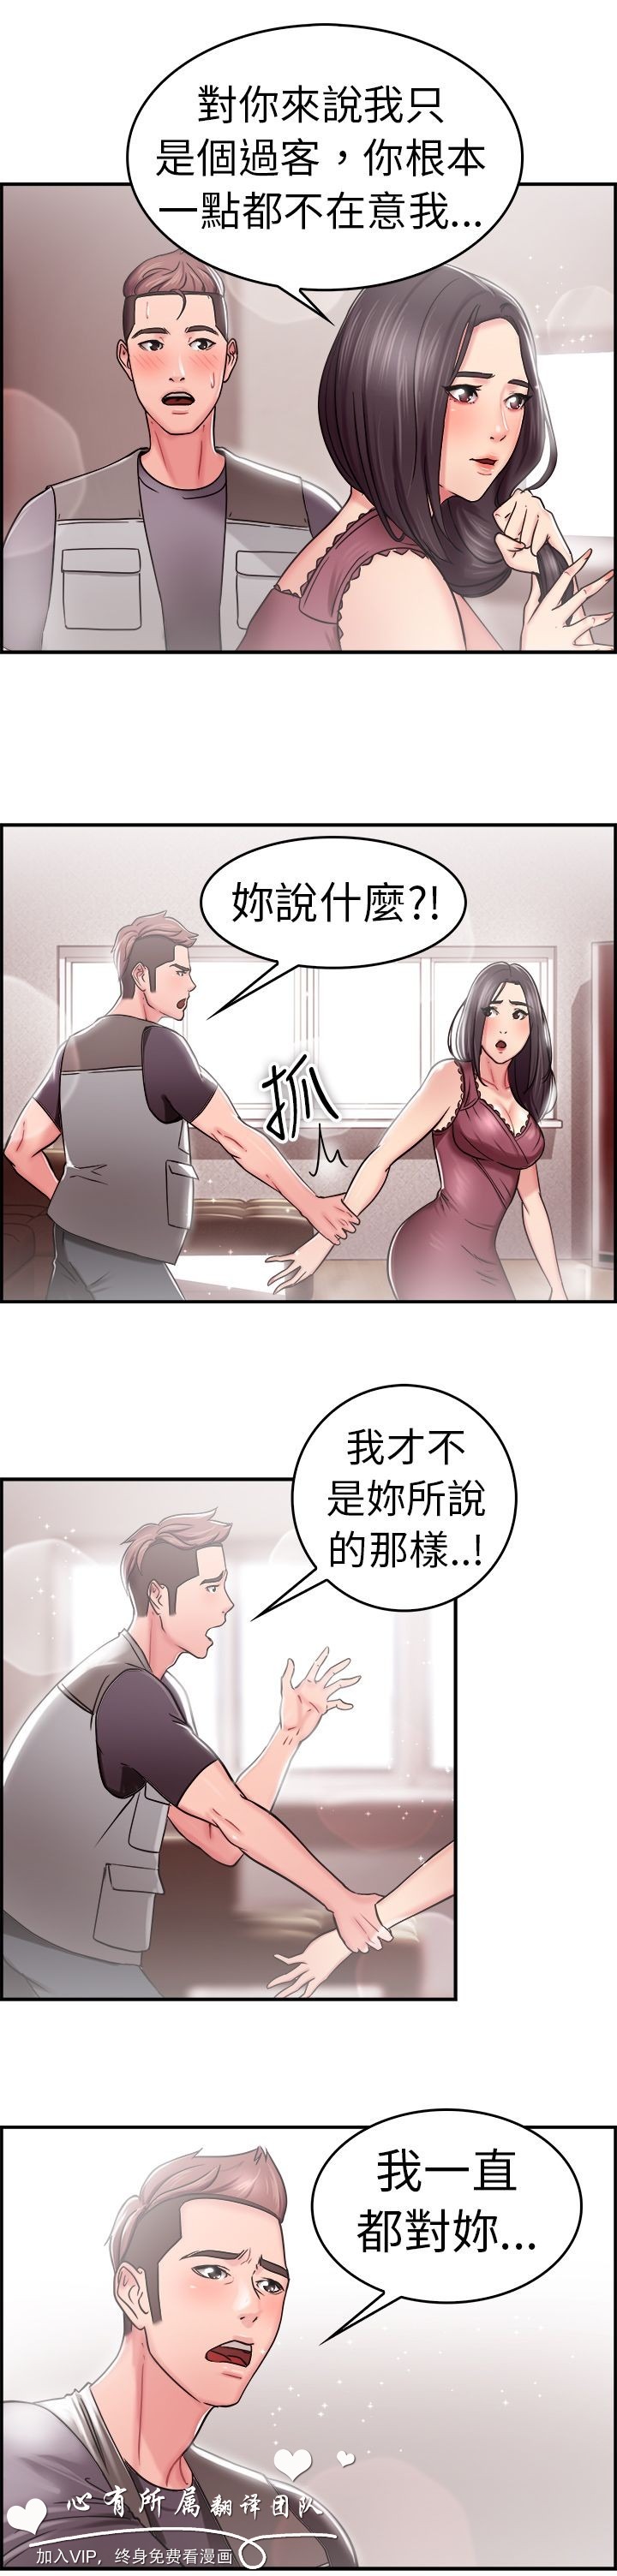 對你來說我只
是個過客，你根本
一點都不在意我...
妳說什麼?!
抓
我才不
是妳所說
的那樣..!
我一直
都對妳...
心有所属翻译团队
加入VIP，终身免费看漫画